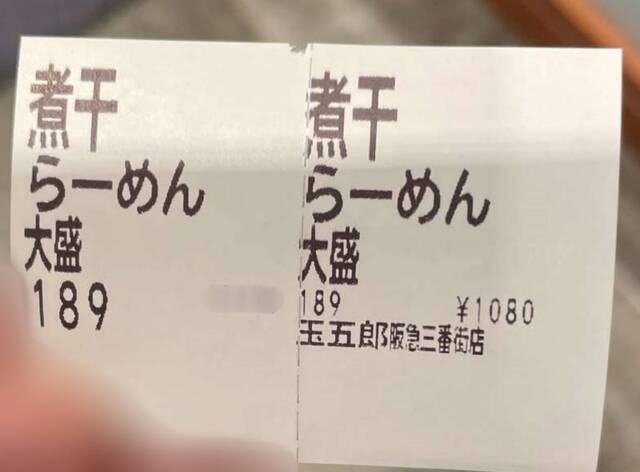 煮干
らーめん
大盛
189
煮干
らーめん
大盛
189 ¥1080
玉五郎阪急三番街店